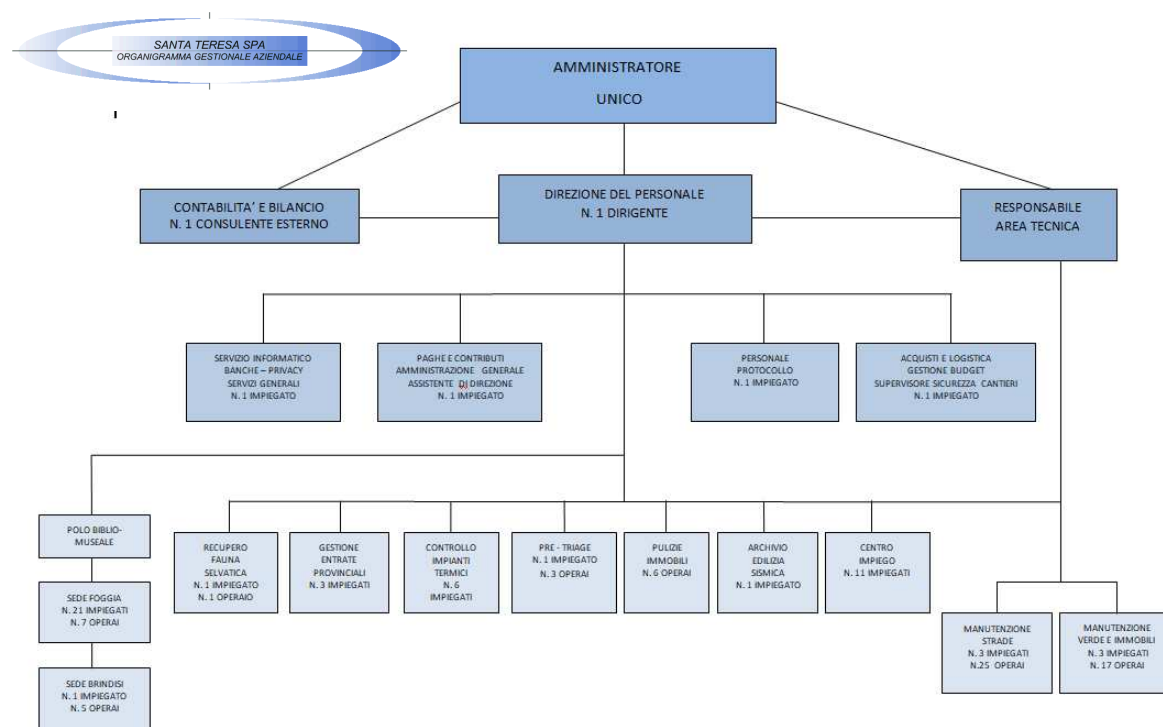 SANTA TERESA SPA
ORGANIGRAMMA GESTIONALE AZIENDALE
AMMINISTRATORE
UNICO
CONTABILITA’ E BILANCIO
N. 1 CONSULENTE ESTERNO
DIREZIONE DEL PERSONALE
N. 1 DIRIGENTE
RESPONSABILE
AREA TECNICA
SERVIZIO INFORMATICO
BANCHE – PRIVACY
SERVIZI GENERALI
N. 1 IMPIEGATO
PAGHE E CONTRIBUTI
AMMINISTRAZIONE GENERALE
ASSISTENTE DI DIREZIONE
N. 1 IMPIEGATO
PERSONALE
PROTOCOLLO
N. 1 IMPIEGATO
ACQUISTI E LOGISTICA
GESTIONE BUDGET
SUPERVISORE SICUREZZA CANTIERI
N. 1 IMPIEGATO
POLO BIBLIO-
MUSEALE
SEDE FOGGIA
N. 21 IMPIEGATI
N. 7 OPERAI
SEDE BRINDISI
N. 1 IMPIEGATO
N. 5 OPERAI
RECUPERO
FAUNA
SELVATICA
N. 1 IMPIEGATO
N. 1 OPERAIO
GESTIONE
ENTRATE
PROVINCIALI
N. 3 IMPIEGATI
CONTROLLO
IMPIANTI
TERMICI
N. 6
IMPIEGATI
PRE - TRIAGE
N. 1 IMPIEGATO
N. 3 OPERAI
PULIZIE
IMMOBILI
N. 6 OPERAI
ARCHIVIO
EDILIZIA
SISMICA
N. 1 IMPIEGATO
CENTRO
IMPIEGO
N. 11 IMPIEGATI
MANUTENZIONE
STRADE
N. 3 IMPIEGATI
N.25 OPERAI
MANUTENZIONE
VERDE E IMMOBILI
N. 3 IMPIEGATI
N. 17 OPERAI